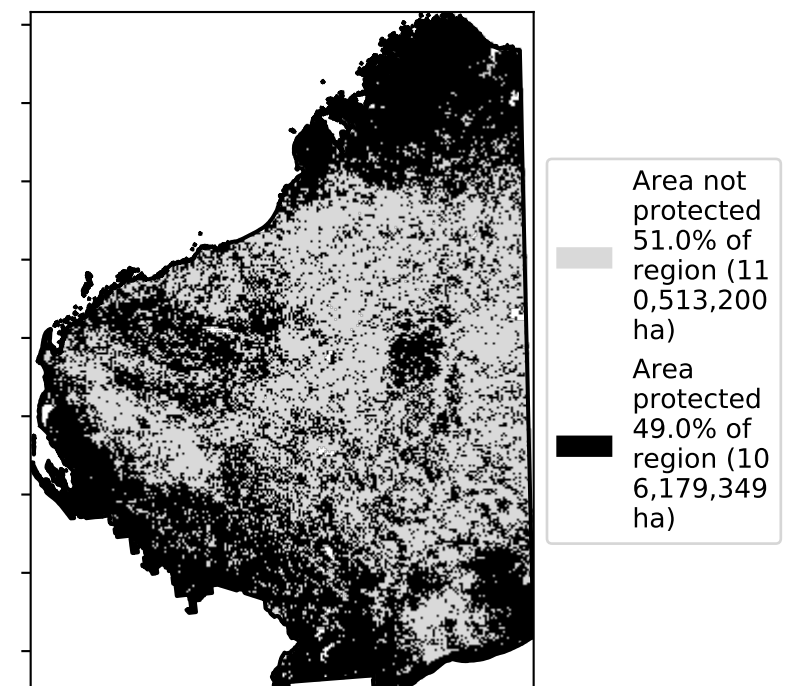 Area not
protected
51.0% of
region (11
0,513,200
ha)
Area
protected
49.0% of
region (10
6,179,349
ha)